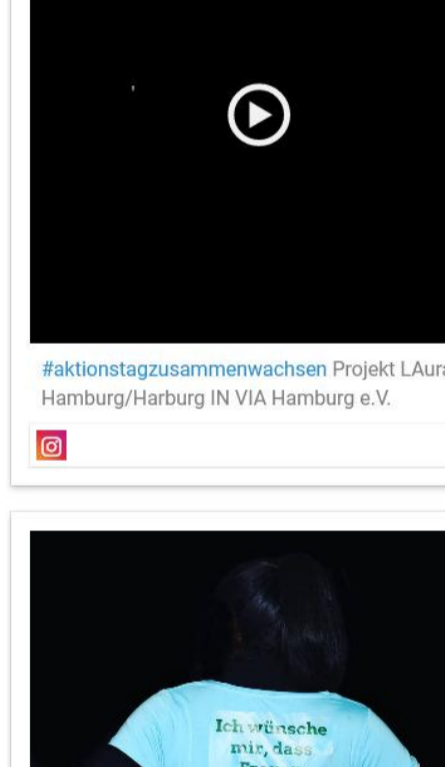 #aktionstagzusammenwachsen Projekt LAura
Hamburg/Harburg IN VIA Hamburg e.V.
Ich wünsche
mir, dass